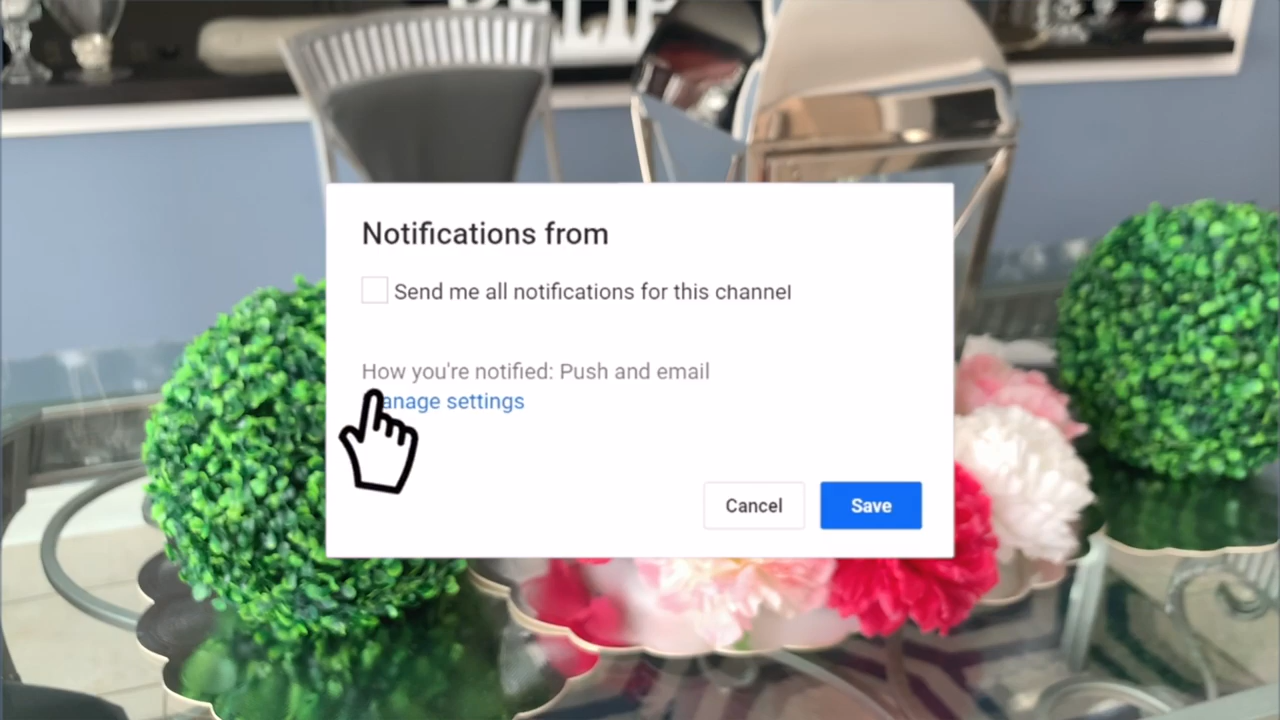 Notifications from
Send me all notifications for this channel
How you're notified: Push and email
anage settings
Cancel
Save